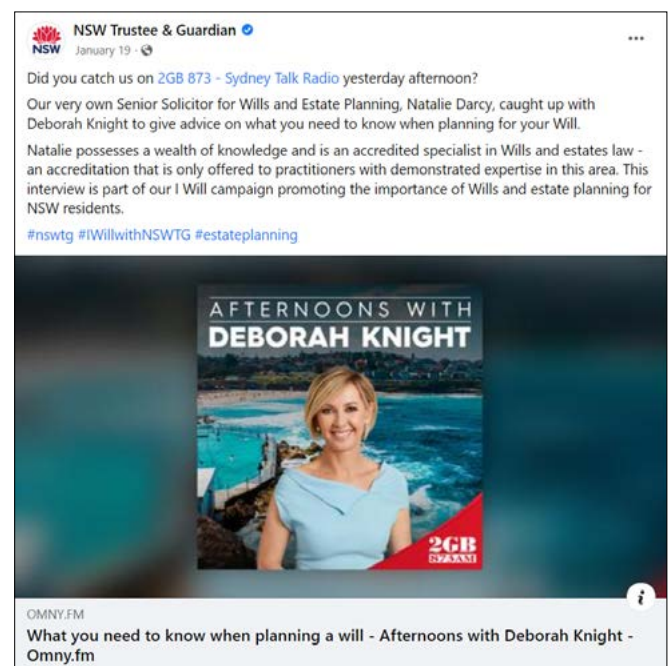 NSW Trustee & Guardian
NSW
January 19 ·
Did you catch us on 2GB 873 - Sydney Talk Radio yesterday afternoon?
Our very own Senior Solicitor for Wills and Estate Planning, Natalie Darcy, caught up with
Deborah Knight to give advice on what you need to know when planning for your Will.
Natalie possesses a wealth of knowledge and is an accredited specialist in Wills and estates law -
an accreditation that is only offered to practitioners with demonstrated expertise in this area. This
interview is part of our I Will campaign promoting the importance of Wills and estate planning for
NSW residents.
#nswtg #IWillwithNSWTG #estateplanning
AFTERNOONS WITH
DEBORAH KNIGHT
2GB
873AM
i
OMNY.FM
What you need to know when planning a will - Afternoons with Deborah Knight -
Omny.fm